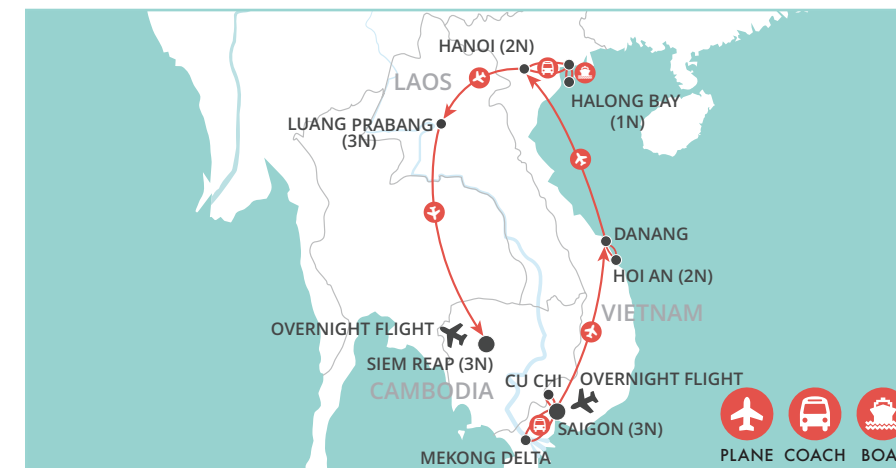 HANOI (2N)
LAOS
HALONG BAY
(1N)
LUANG PRABANG
(3N)
DANANG
HOI AN (2N)
VIETNAM
OVERNIGHT FLIGHT
SIEM REAP (3N)
CAMBODIA
CU CHI
OVERNIGHT FLIGHT
SAIGON (3N)
MEKONG DELTA
PLANE COACH BOA